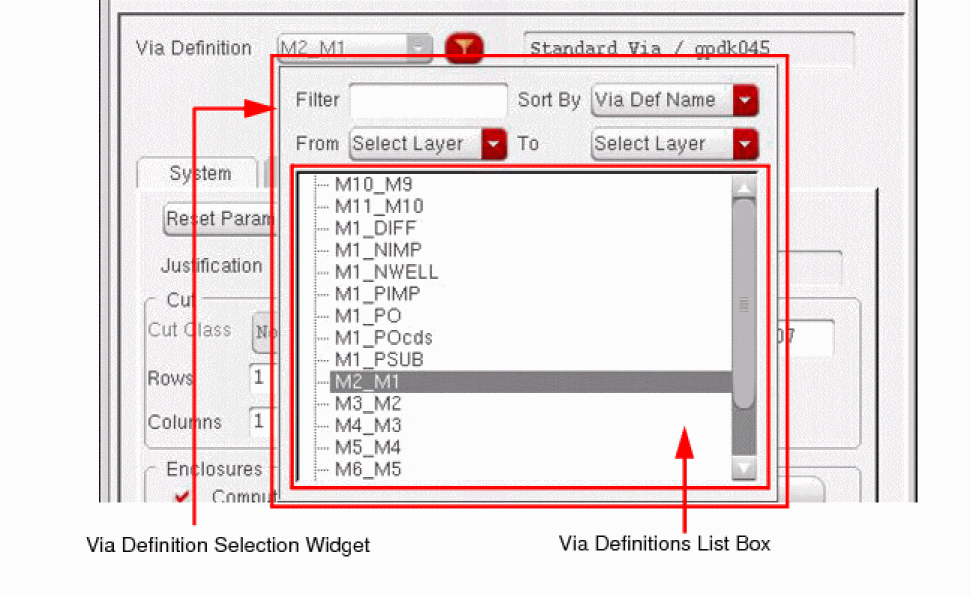 Via Definition M2_M1 Standard Via / gpdk045
Filter Sort By Via Def Name
From Select Layer To Select Layer
System
M10_M9
M11_M10
Reset Param
M1_DIFF
M1_NIMP
Justification
M1_NWELL
M1_PIMP
Cut
M1_PO
Cut Class No
M1_POcds
07
M1_PSUB
Rows 1
M2_M1
M3_M2
Columns 1
M4_M3
M5_M4
Enclosures
M6_M5
Comput
Via Definition Selection Widget
Via Definitions List Box